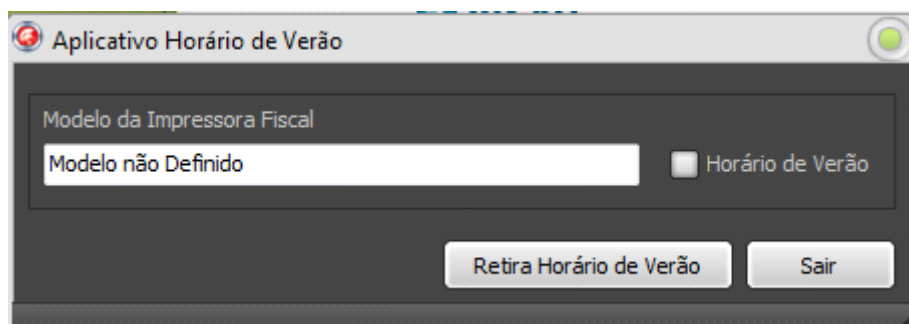 Aplicativo Horário de Verão
Modelo da Impressora Fiscal
Modelo não Definido
Horário de Verão
Retira Horário de Verão
Sair